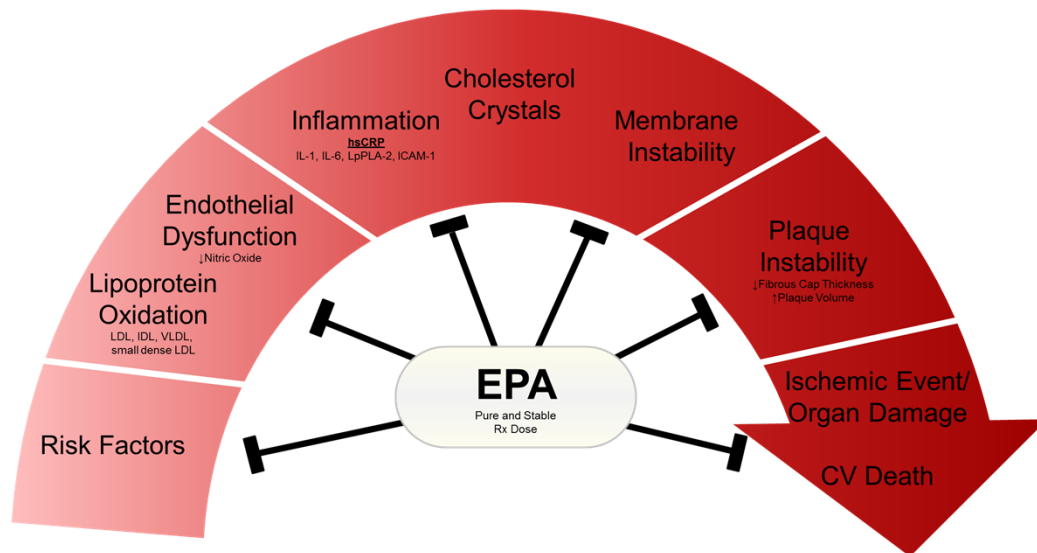 Risk Factors
Lipoprotein
Oxidation
LDL, IDL, VLDL,
small dense LDL
Endothelial
Dysfunction
↓Nitric Oxide
Inflammation
hsCRP
IL-1, IL-6, LpPLA-2, ICAM-1
Cholesterol
Crystals
Membrane
Instability
Plaque
Instability
↓Fibrous Cap Thickness
↑Plaque Volume
Ischemic Event/
Organ Damage
CV Death
EPA
Pure and Stable
Rx Dose